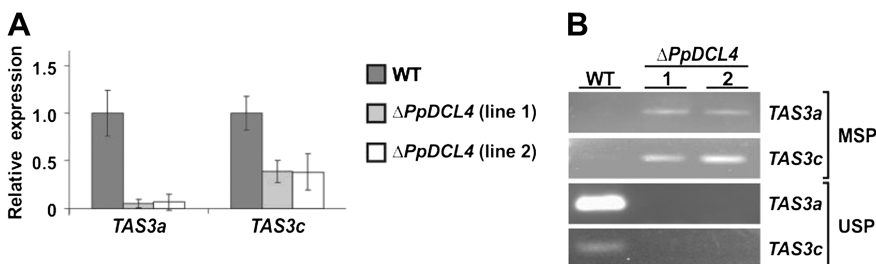 A
Relative expression
1.5
1.0
0.5
0
TAS3a
TAS3c
WT
ΔPpDCL4 (line 1)
ΔPpDCL4 (line 2)
B
ΔPpDCL4
WT 1 2
TAS3a
TAS3c
MSP
TAS3a
TAS3c
USP